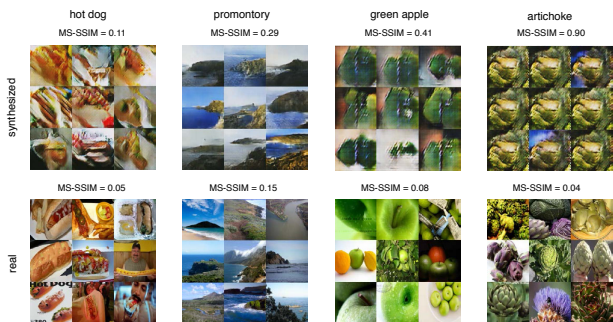 hot dog
promontory
green apple
artichoke
MS-SSIM = 0.11
MS-SSIM = 0.29
MS-SSIM = 0.41
MS-SSIM = 0.90
synthesized
MS-SSIM = 0.05
MS-SSIM = 0.15
MS-SSIM = 0.08
MS-SSIM = 0.04
real
Hot Dog